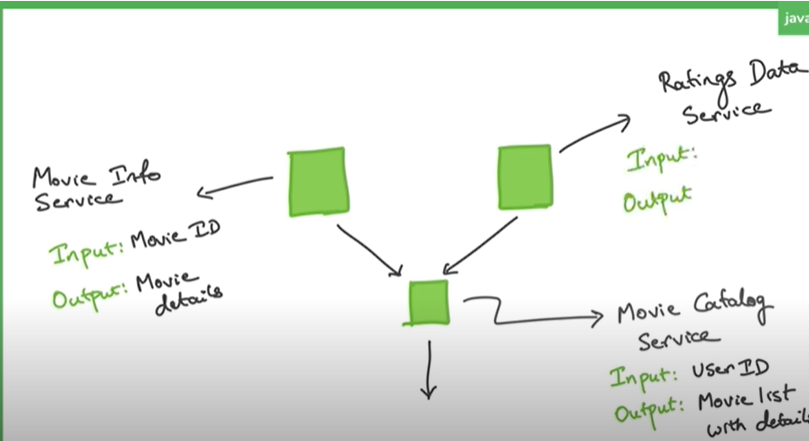 java
Ratings Data
Service
Input:
Output
Movie Info
Service
Input: Movie ID
Output: Movie
details
Movie Catalog
Service
Input: User ID
Output: Movie list
with detail